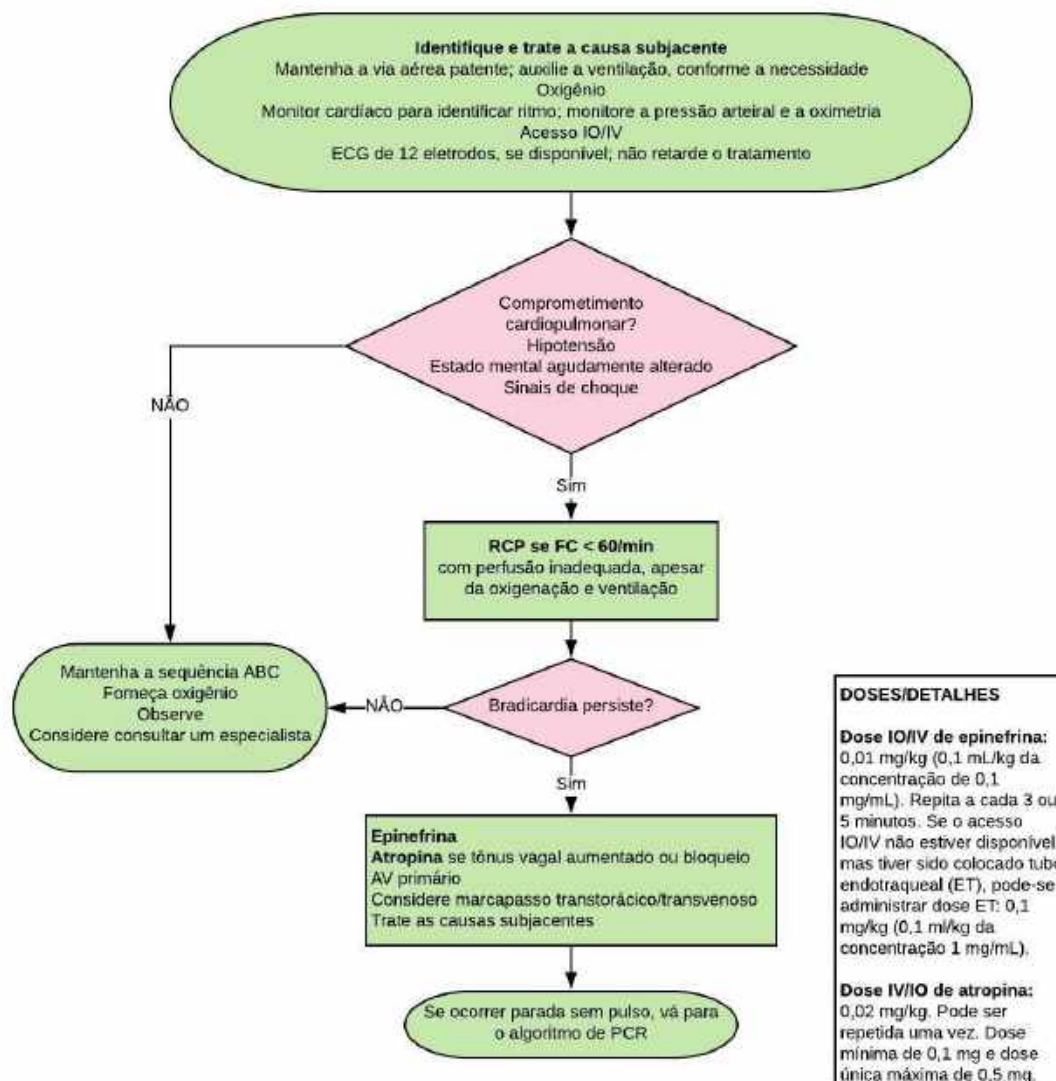 Identifique e trate a causa subjacente
Mantenha a via aérea patente; auxilie a ventilação, conforme a necessidade
Oxigênio
Monitor cardíaco para identificar ritmo; monitore a pressão arteiral e a oximetria
Acesso IO/IV
ECG de 12 eletrodos, se disponível; não retarde o tratamento
Comprometimento
cardiopulmonar?
Hipotensão
Estado mental agudamente alterado
Sinais de choque
NÃO
Sim
RCP se FC < 60/min
com perfusão inadequada, apesar
da oxigenação e ventilação
Mantenha a sequência ABC
Forneça oxigênio
Observe
Considere consultar um especialista
NÃO
Bradicardia persiste?
Sim
Epinefrina
Atropina se tônus vagal aumentado ou bloqueio
AV primário
Considere marcapasso transtorácico/transvenoso
Trate as causas subjacentes
Se ocorrer parada sem pulso, vá para
o algoritmo de PCR
DOSES/DETALHES
Dose IO/IV de epinefrina:
0,01 mg/kg (0,1 mL/kg da
concentração de 0,1
mg/mL). Repita a cada 3 ou
5 minutos. Se o acesso
IO/IV não estiver disponível
mas tiver sido colocado tubo
endotraqueal (ET), pode-se
administrar dose ET: 0,1
mg/kg (0,1 ml/kg da
concentração 1 mg/mL).
Dose IV/IO de atropina:
0,02 mg/kg. Pode ser
repetida uma vez. Dose
mínima de 0,1 mg e dose
única máxima de 0,5 mg.